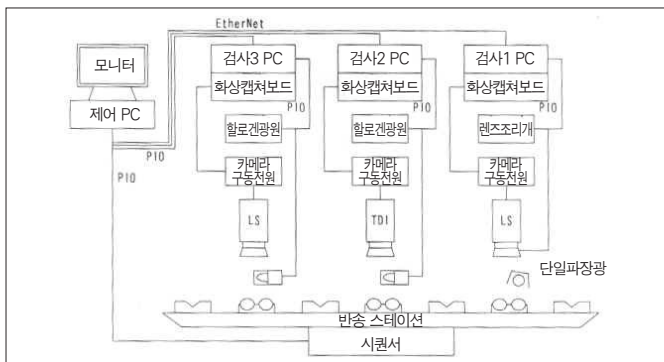 EtherNet
모니터
제어 PC
PIO
PIO
검사3 PC
화상캡쳐보드
PIO
할로겐광원
카메라
구동전원
LS
검사2 PC
화상캡쳐보드
PIO
할로겐광원
카메라
구동전원
TDI
검사1 PC
화상캡쳐보드
PIO
렌즈조리개
카메라
구동전원
LS
단일파장광
반송 스테이션
시퀀서